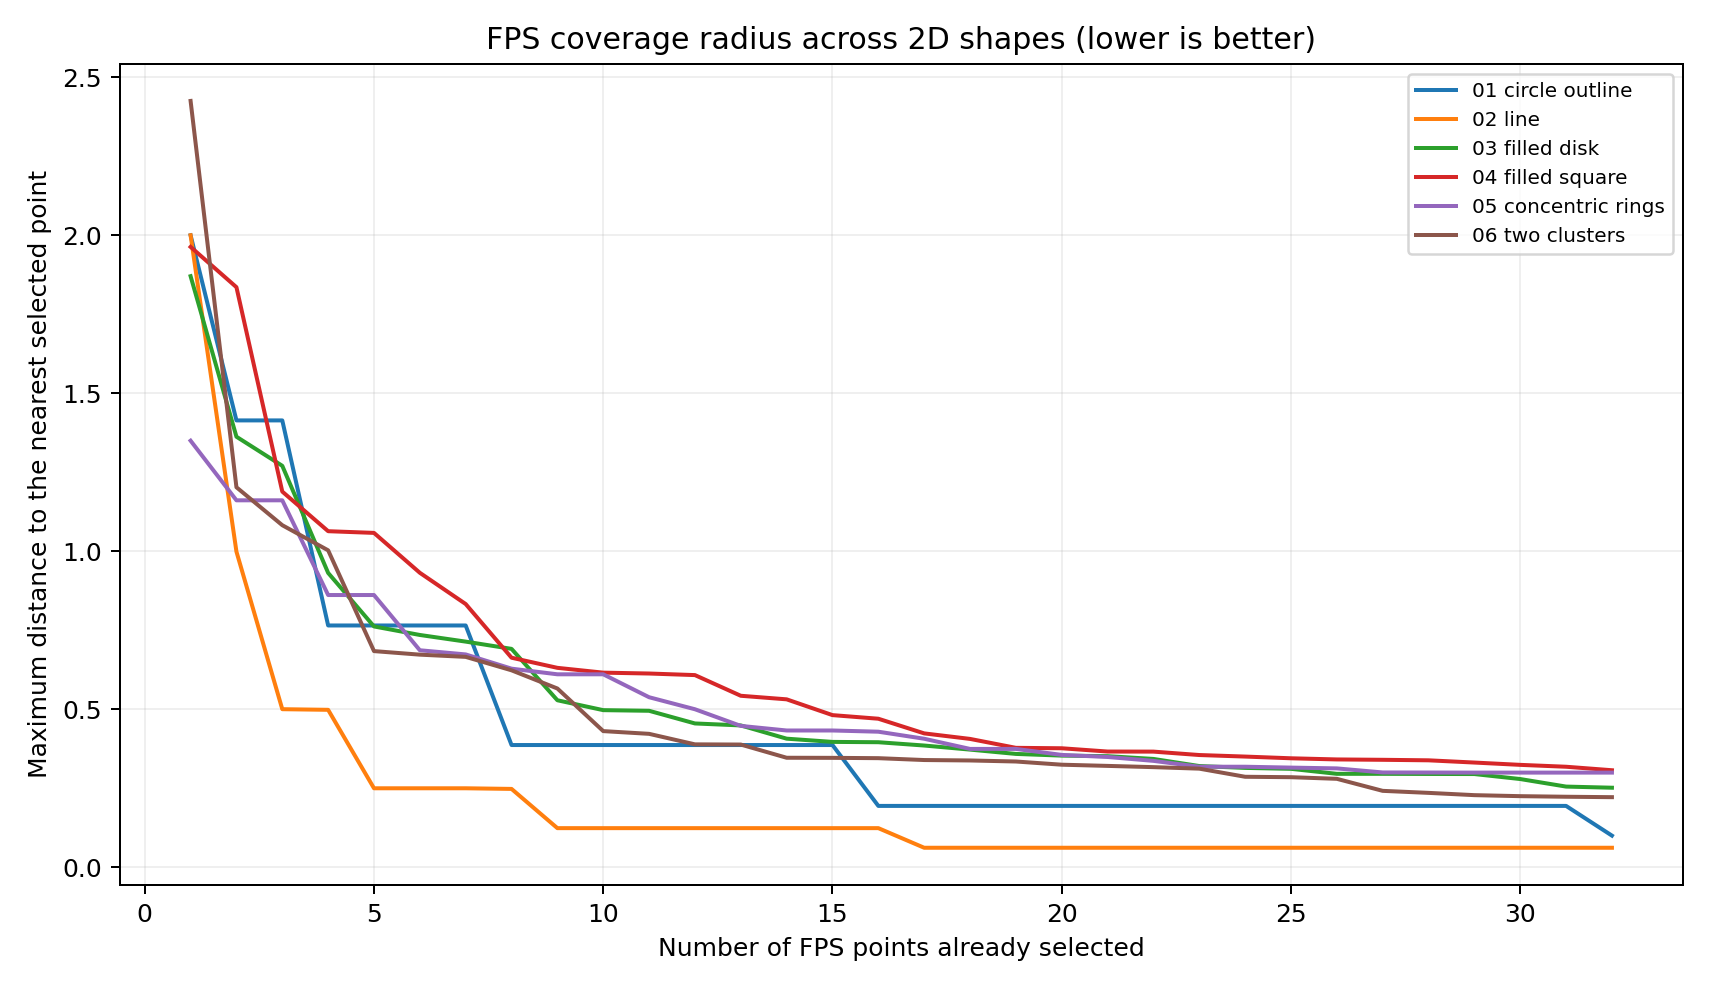 FPS coverage radius across 2D shapes (lower is better)
Maximum distance to the nearest selected point
2.5
2.0
1.5
1.0
0.5
0.0
01 circle outline
02 line
03 filled disk
04 filled square
05 concentric rings
06 two clusters
0 5 10 15 20 25 30
Number of FPS points already selected